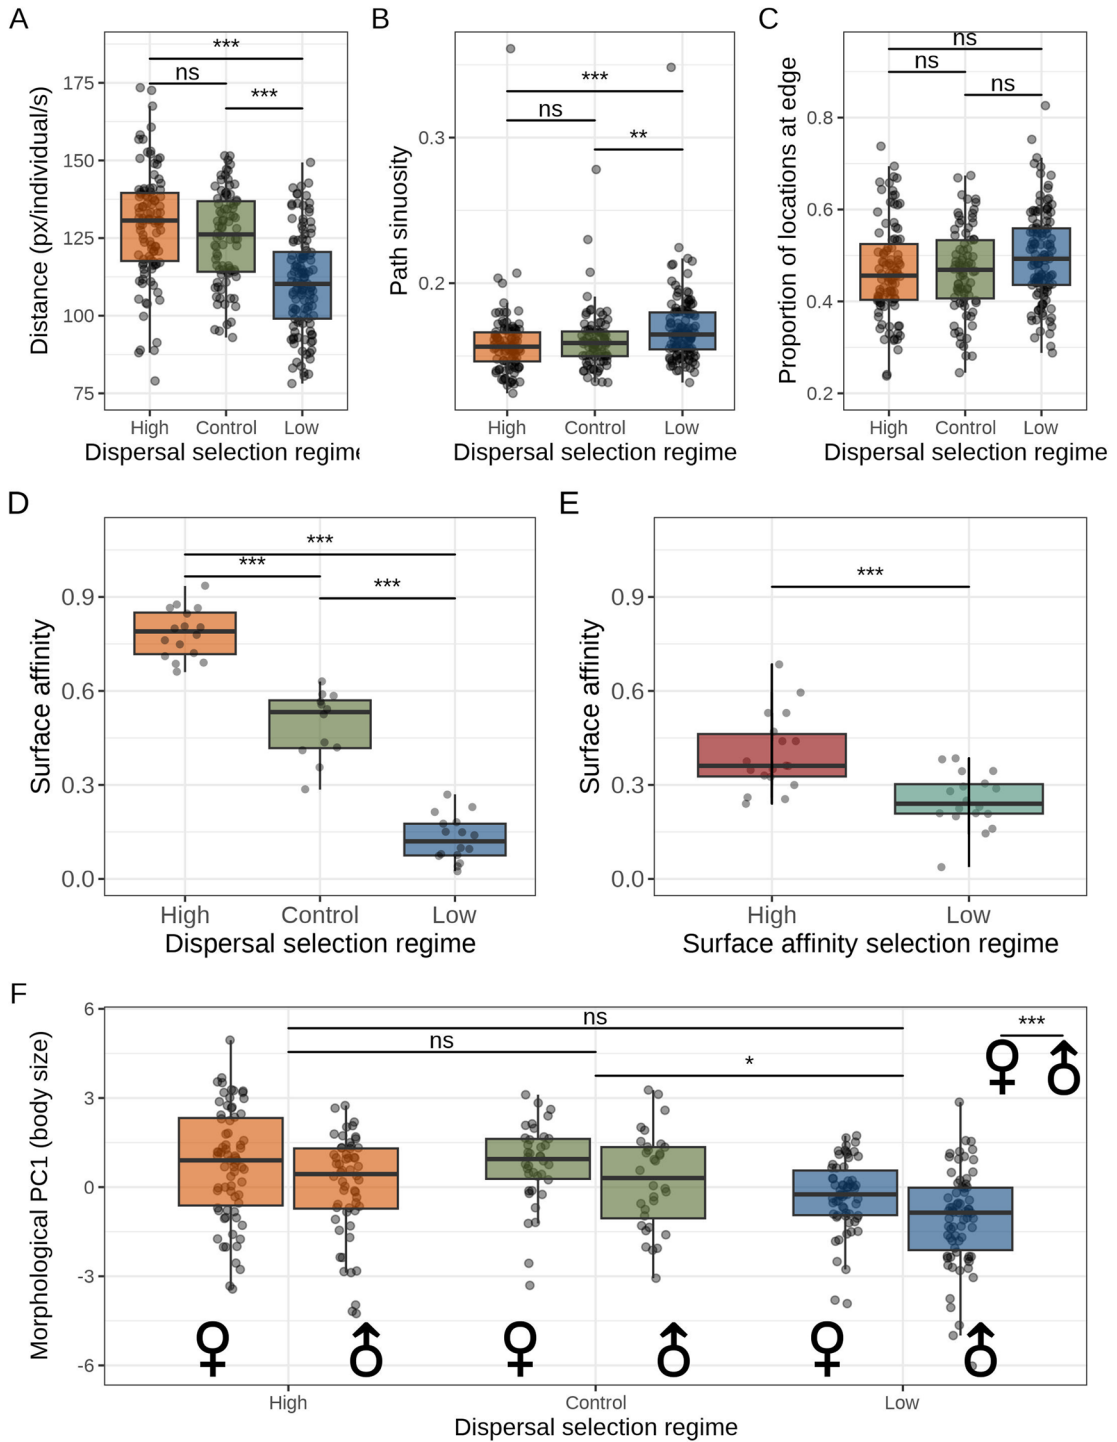 A
Distance (px/individual/s)
175
150
125
100
75
***
ns
***
High Control Low
Dispersal selection regime
B
Path sinuosity
0.3
0.2
***
ns
**
High Control Low
Dispersal selection regime
C
Proportion of locations at edge
0.8
0.6
0.4
0.2
ns
ns
ns
High Control Low
Dispersal selection regime
D
Surface affinity
0.9
0.6
0.3
0.0
***
***
***
High Control Low
Dispersal selection regime
E
Surface affinity
0.9
0.6
0.3
0.0
***
High Low
Surface affinity selection regime
F
Morphological PC1 (body size)
6
3
0
-3
-6
ns
ns
*
***
♀ ♂
♀ ♂ ♀ ♂ ♀ ♂
High Control Low
Dispersal selection regime